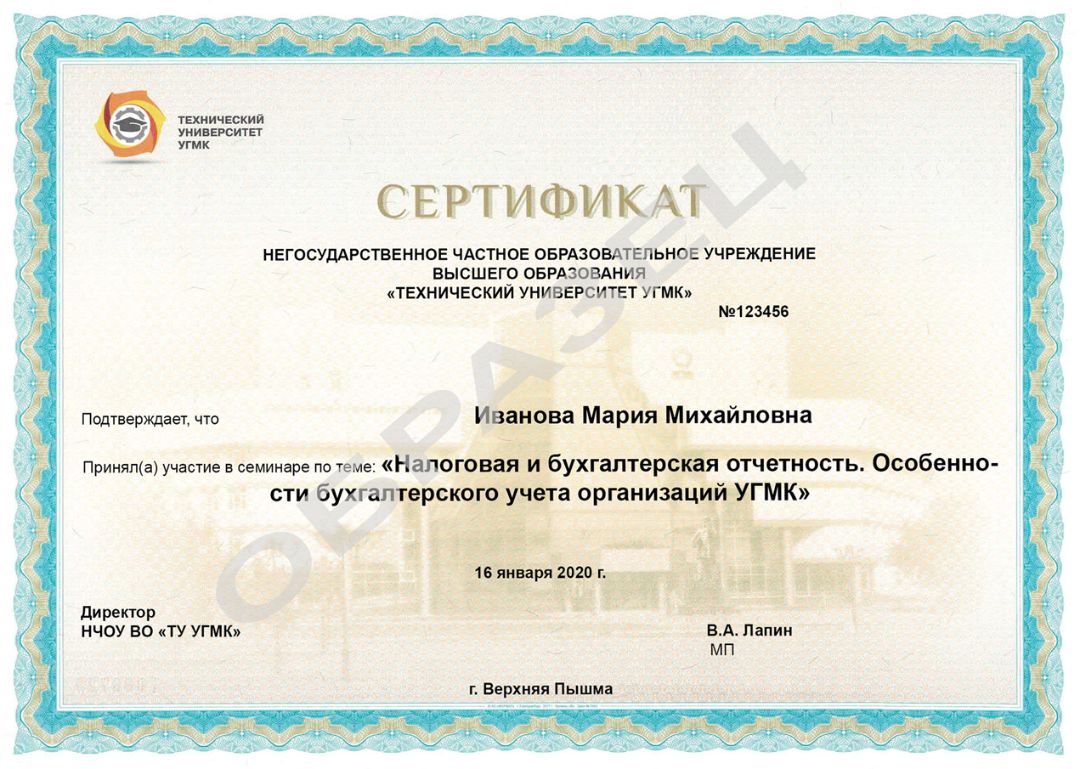 ТЕХНИЧЕСКИЙ
УНИВЕРСИТЕТ
УГМК
СЕРТИФИКАТ
НЕГОСУДАРСТВЕННОЕ ЧАСТНОЕ ОБРАЗОВАТЕЛЬНОЕ УЧРЕЖДЕНИЕ
ВЫСШЕГО ОБРАЗОВАНИЯ
«ТЕХНИЧЕСКИЙ УНИВЕРСИТЕТ УГМК»
№123456
ОБРАЗЕЦ
Подтверждает, что Иванова Мария Михайловна
Принял(а) участие в семинаре по теме: «Налоговая и бухгалтерская отчетность. Особенно-
сти бухгалтерского учета организаций УГМК»
16 января 2020 г.
Директор
НЧОУ ВО «ТУ УГМК»
В.А. Лапин
МП
г. Верхняя Пышма